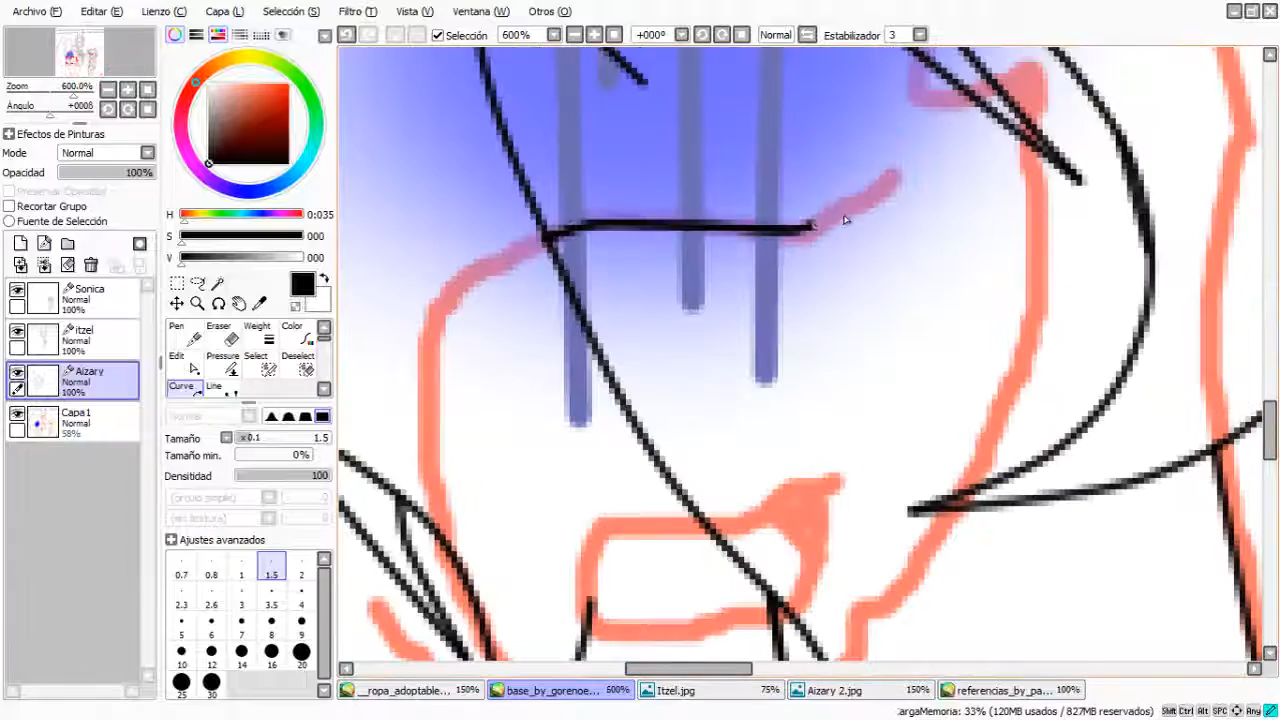 Archivo (F) Editar (E) Lienzo (C) Capa (L) Selección (S) Filtro (T) Vista (V) Ventana (W) Otros (O)
Selección 600% +000º Normal Estabilizador 3
Zoom 600.0%
Ángulo +000ß
Efectos de Pinturas
Modo Normal
Opacidad 100%
Preservar Opacidad
Recortar Grupo
Fuente de Selección
Sonica
Normal
100%
itzel
Normal
100%
Aizary
Normal
100%
Capa1
Normal
58%
H 0:035
S 000
V 000
Pen Eraser Weight Color
Edit Pressure Select Deselect
Curve Line
Normal
Tamaño x0.1 1.5
Tamaño min. 0%
Densidad 100
Ajustes avanzados
0.7 0.8 1 1.5 2
2.3 2.6 3 3.5 4
5 6 7 8 9
10 12 14 16 20
25 30
__ropa_adoptable... 150% base_by_gorenoe... 600% Itzel.jpg 75% Aizary 2.jpg 150% referencias_by_pa... 100%
argaMemoria: 33% (120MB usados / 827MB reservados) Shift Ctrl Alt SPC Any